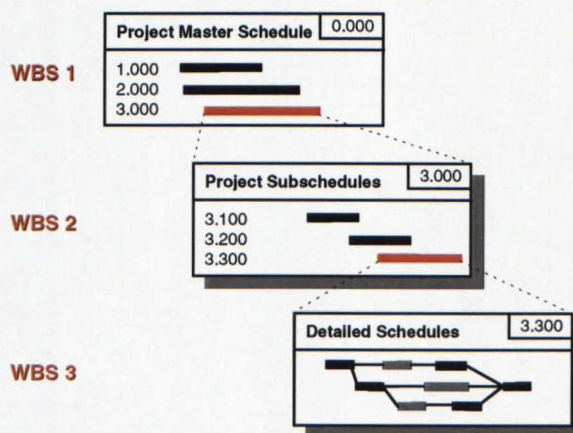 Project Master Schedule 0.000
WBS 1
1.000
2.000
3.000
Project Subschedules 3.000
WBS 2
3.100
3.200
3.300
Detailed Schedules 3.300
WBS 3